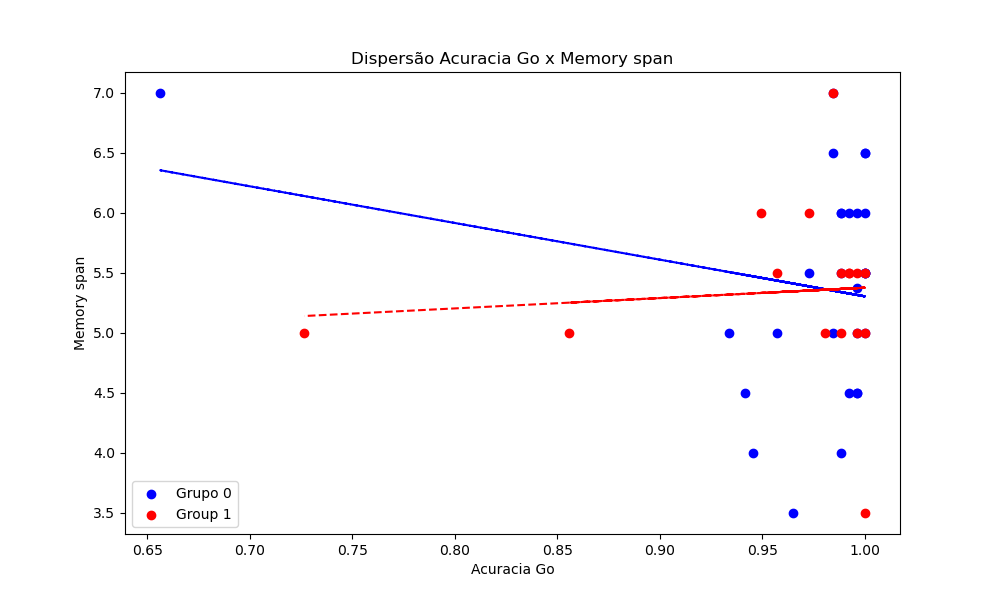 Dispersão Acuracia Go x Memory span
Memory span
7.0
6.5
6.0
5.5
5.0
4.5
4.0
3.5
Grupo 0
Group 1
0.65 0.70 0.75 0.80 0.85 0.90 0.95 1.00
Acuracia Go